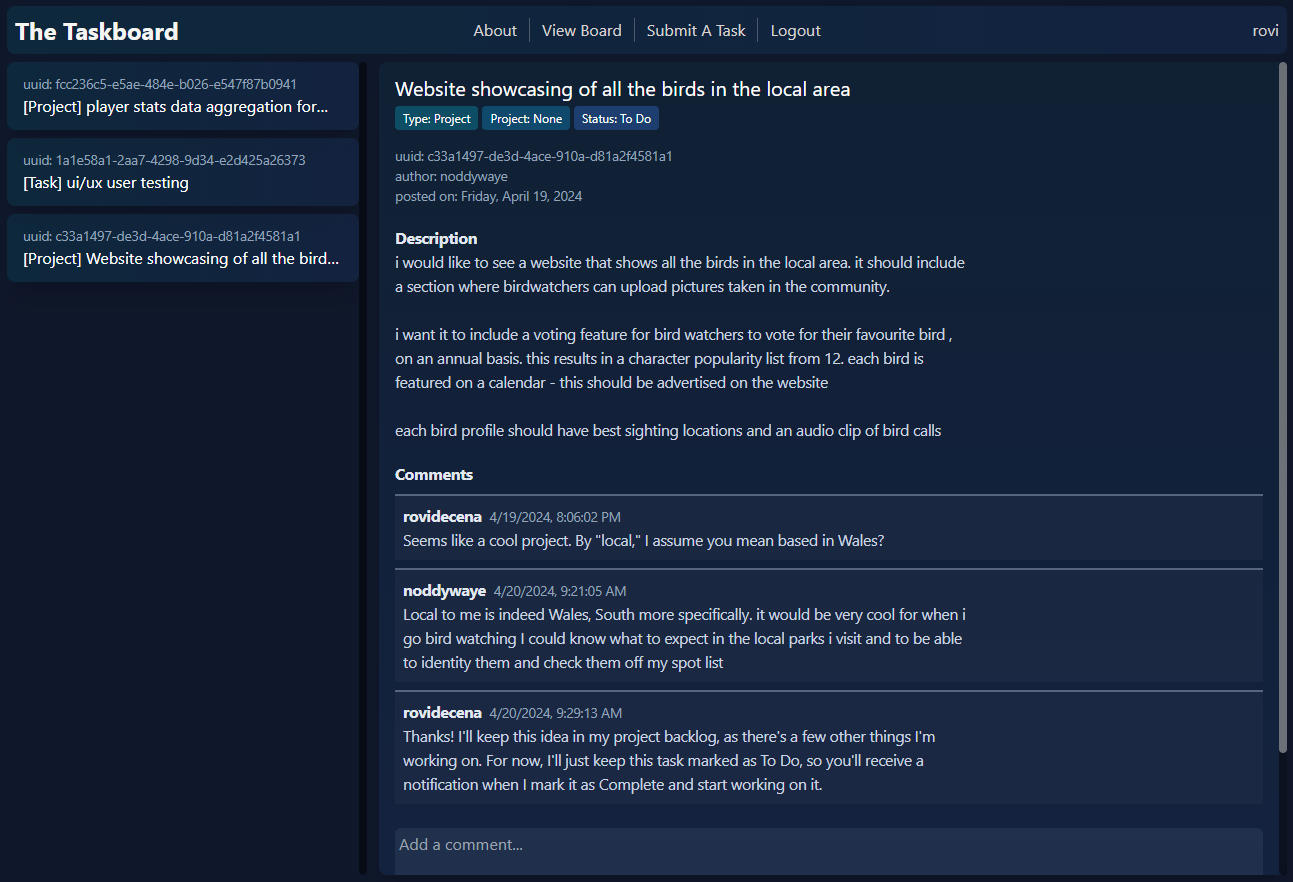 The Taskboard
About
View Board
Submit A Task
Logout
rovi
uuid: fcc236c5-e5ae-484e-b026-e547f87b0941
[Project] player stats data aggregation for...
uuid: 1a1e58a1-2aa7-4298-9d34-e2d425a26373
[Task] ui/ux user testing
uuid: c33a1497-de3d-4ace-910a-d81a2f4581a1
[Project] Website showcasing of all the bird...
Website showcasing of all the birds in the local area
Type: Project
Project: None
Status: To Do
uuid: c33a1497-de3d-4ace-910a-d81a2f4581a1
author: noddywaye
posted on: Friday, April 19, 2024
Description
i would like to see a website that shows all the birds in the local area. it should include
a section where birdwatchers can upload pictures taken in the community.
i want it to include a voting feature for bird watchers to vote for their favourite bird ,
on an annual basis. this results in a character popularity list from 12. each bird is
featured on a calendar - this should be advertised on the website
each bird profile should have best sighting locations and an audio clip of bird calls
Comments
rovidecena 4/19/2024, 8:06:02 PM
Seems like a cool project. By "local," I assume you mean based in Wales?
noddywaye 4/20/2024, 9:21:05 AM
Local to me is indeed Wales, South more specifically. it would be very cool for when i
go bird watching I could know what to expect in the local parks i visit and to be able
to identity them and check them off my spot list
rovidecena 4/20/2024, 9:29:13 AM
Thanks! I'll keep this idea in my project backlog, as there's a few other things I'm
working on. For now, I'll just keep this task marked as To Do, so you'll receive a
notification when I mark it as Complete and start working on it.
Add a comment...